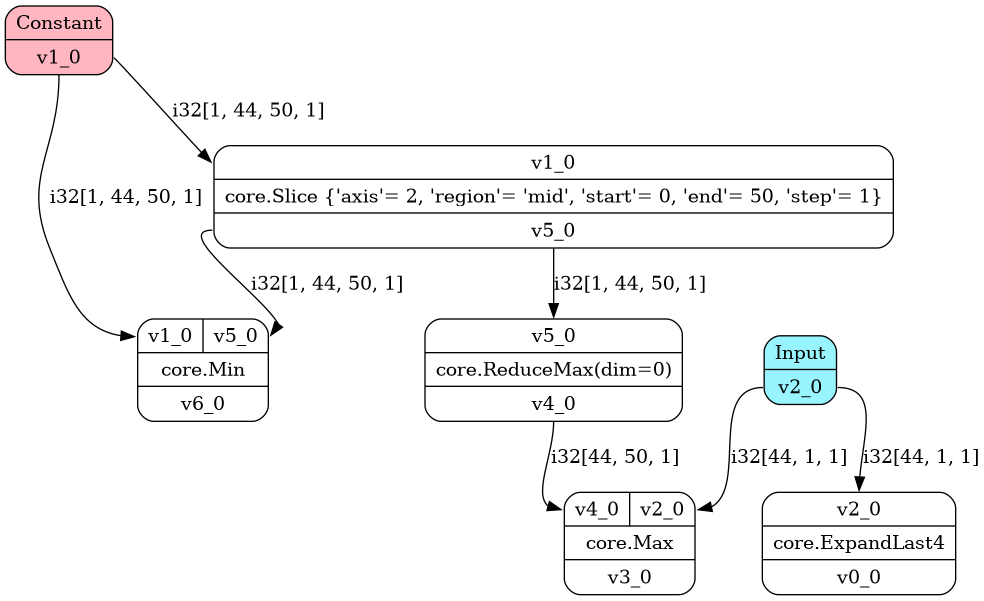 Constant
v1_0
i32[1, 44, 50, 1]
v1_0
i32[1, 44, 50, 1]
core.Slice {'axis'= 2, 'region'= 'mid', 'start'= 0, 'end'= 50, 'step'= 1}
v5_0
i32[1, 44, 50, 1]
i32[1, 44, 50, 1]
v1_0 v5_0
core.Min
v6_0
v5_0
core.ReduceMax(dim=0)
v4_0
Input
v2_0
i32[44, 50, 1]
i32[44, 1, 1]
i32[44, 1, 1]
v4_0 v2_0
core.Max
v3_0
v2_0
core.ExpandLast4
v0_0